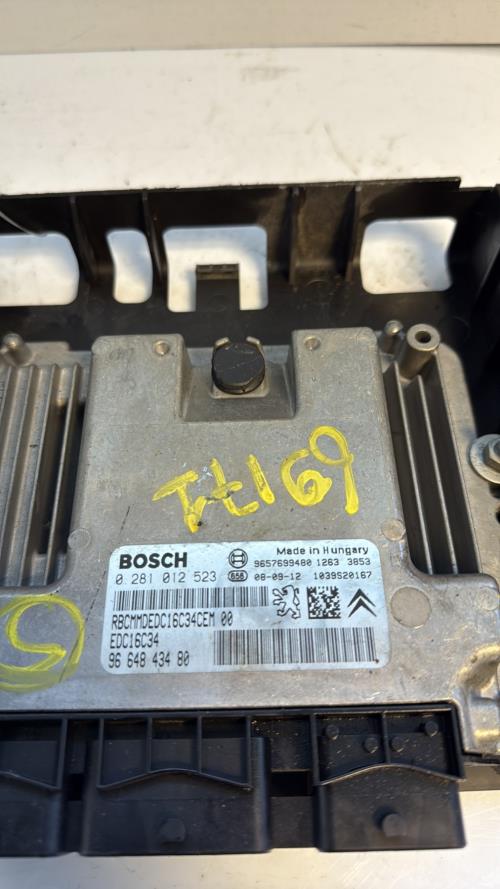 BOSCH
Made in Hungary
9657699480 1263 3853
0 281 012 523 658 08-09-12 1039S20167
RBCMMDEDC16C34CEM 00
EDC16C34
96 648 434 80
5